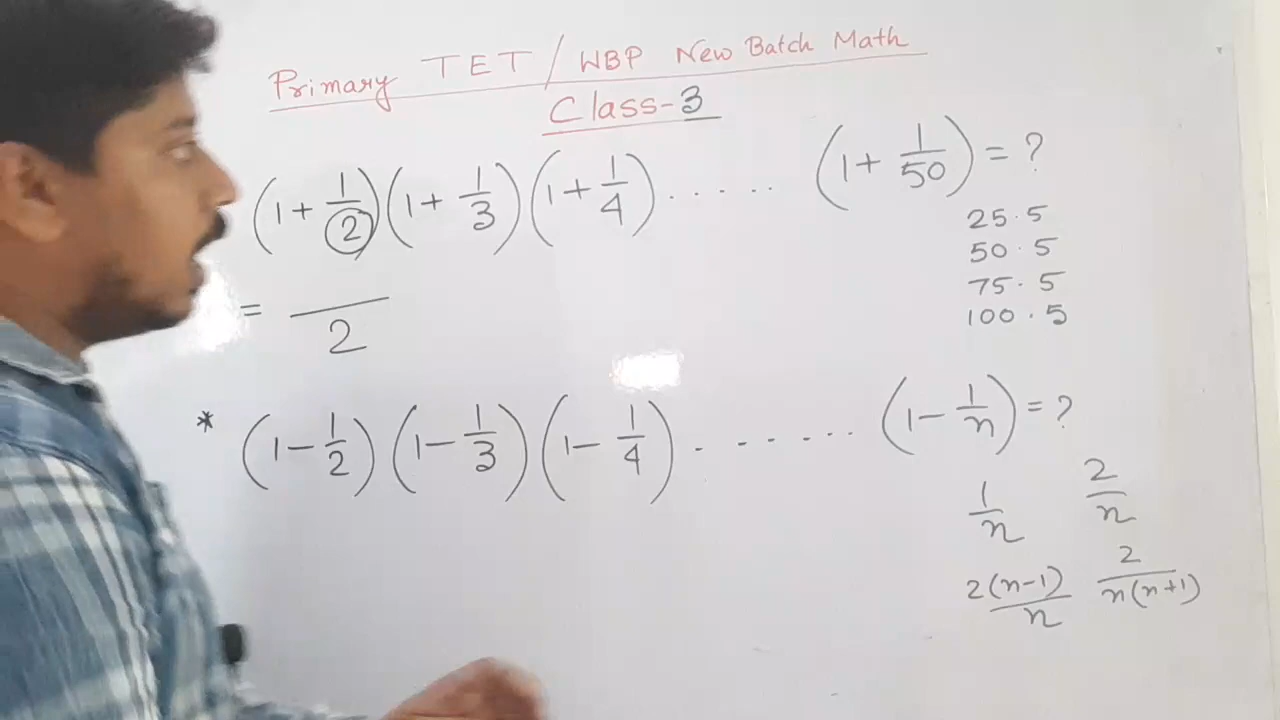 Primary TET / WBP New Batch Math
Class-3
(1 + 1/2)(1 + 1/3)(1 + 1/4) ...... (1 + 1/50) = ?
25.5
50.5
75.5
100.5
= —/2
* (1 - 1/2)(1 - 1/3)(1 - 1/4) ....... (1 - 1/n) = ?
1/n 2/n
2(n-1)/n 2/n(n+1)